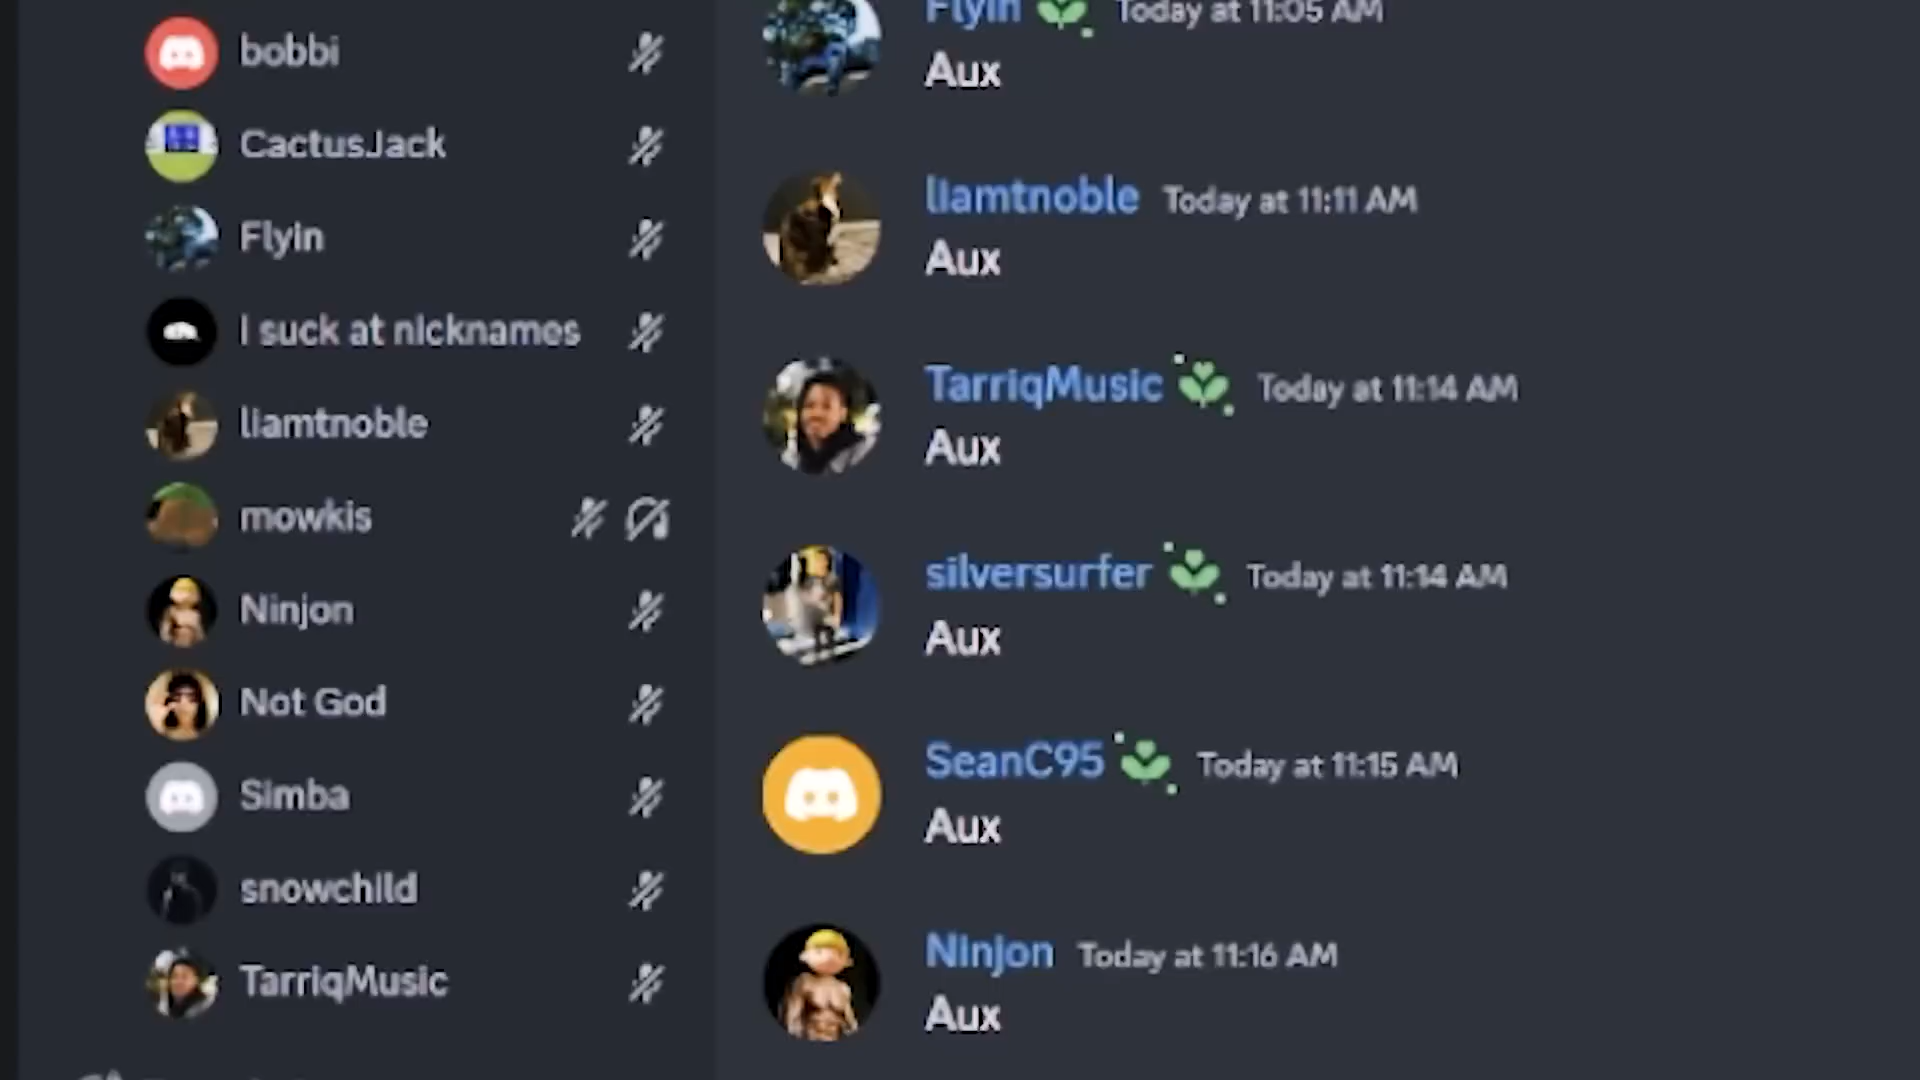 bobbi
CactusJack
Flyin
I suck at nicknames
liamtnoble
mowkis
Ninjon
Not God
Simba
snowchild
TarriqMusic
Flyin Today at 11:05 AM
Aux
liamtnoble Today at 11:11 AM
Aux
TarriqMusic Today at 11:14 AM
Aux
silversurfer Today at 11:14 AM
Aux
SeanC95 Today at 11:15 AM
Aux
Ninjon Today at 11:16 AM
Aux